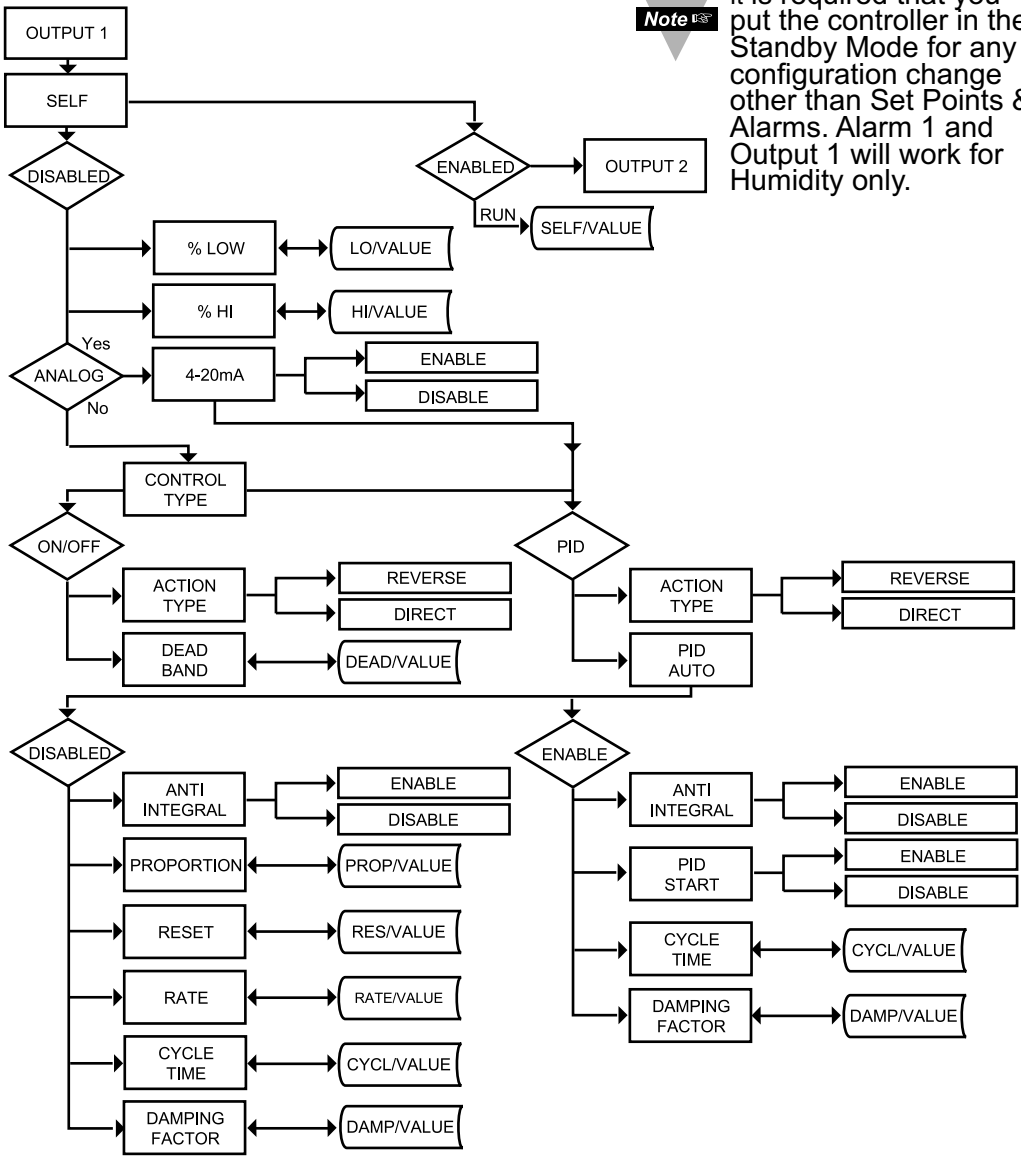 it is required that you
Note put the controller in the
Standby Mode for any
configuration change
other than Set Points &
Alarms. Alarm 1 and
Output 1 will work for
Humidity only.
OUTPUT 1
SELF
DISABLED
ENABLED
OUTPUT 2
RUN
SELF/VALUE
% LOW
LO/VALUE
% HI
HI/VALUE
Yes
ANALOG
4-20mA
ENABLE
DISABLE
No
CONTROL
TYPE
ON/OFF
PID
ACTION
TYPE
REVERSE
DIRECT
ACTION
TYPE
REVERSE
DIRECT
DEAD
BAND
DEAD/VALUE
PID
AUTO
DISABLED
ENABLE
ANTI
INTEGRAL
ENABLE
DISABLE
PROPORTION
PROP/VALUE
RESET
RES/VALUE
RATE
RATE/VALUE
CYCLE
TIME
CYCL/VALUE
DAMPING
FACTOR
DAMP/VALUE
ANTI
INTEGRAL
ENABLE
DISABLE
PID
START
ENABLE
DISABLE
CYCLE
TIME
CYCL/VALUE
DAMPING
FACTOR
DAMP/VALUE